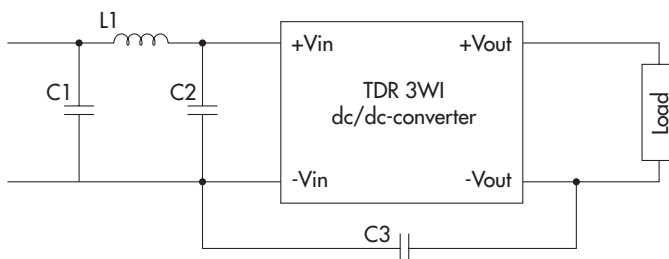 L1
+Vin
+Vout
C1
C2
TDR 3WI
dc/dc-converter
Load
-Vin
-Vout
C3